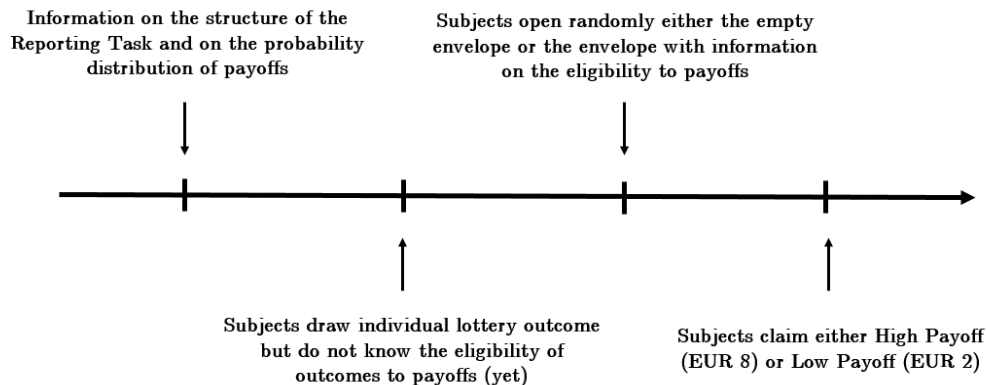 Information on the structure of the
Reporting Task and on the probability
distribution of payoffs
Subjects open randomly either the empty
envelope or the envelope with information
on the eligibility to payoffs
Subjects draw individual lottery outcome
but do not know the eligibility of
outcomes to payoffs (yet)
Subjects claim either High Payoff
(EUR 8) or Low Payoff (EUR 2)